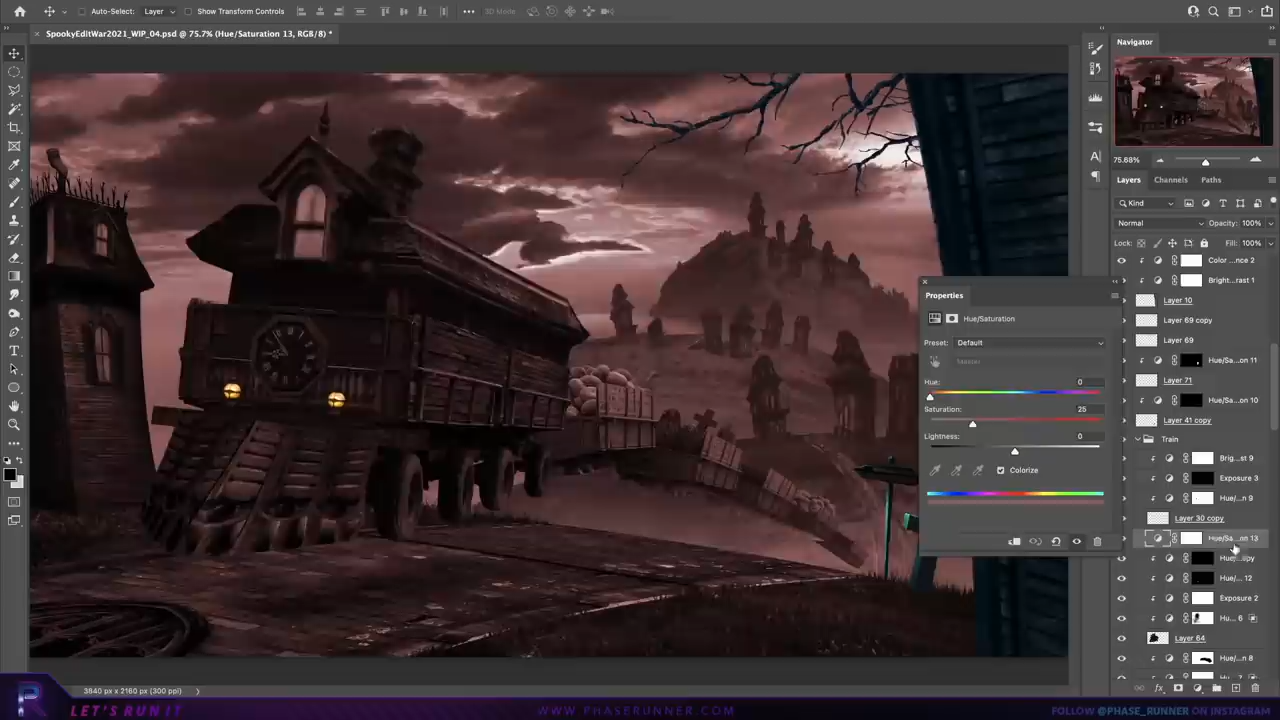 Auto-Select: Layer Show Transform Controls 3D Mode
SpookyEditWar2021_WIP_04.psd @ 75.7% (Hue/Saturation 13, RGB/8) *
Navigator
75.68%
Layers Channels Paths
Kind
Normal Opacity: 100%
Lock: Fill: 100%
Color ...nce 2
Bright...rast 1
Layer 10
Layer 69 copy
Layer 69
Hue/Sa...on 11
Layer 71
Hue/Sa...on 10
Layer 41 copy
Train
Brig...st 9
Exposure 3
Hue/...n 9
Layer 30 copy
Hue/Sa...on 13
Hue/...opy
Hue/... 12
Exposure 2
Hu... 6
Layer 64
Hue/...n 8
Properties
Hue/Saturation
Preset: Default
Master
Hue: 0
Saturation: 25
Lightness: 0
Colorize
3840 px x 2160 px (300 ppi)
R LET'S RUN IT
WWW.PHASERUNNER.COM
FOLLOW @PHASE_RUNNER ON INSTAGRAM